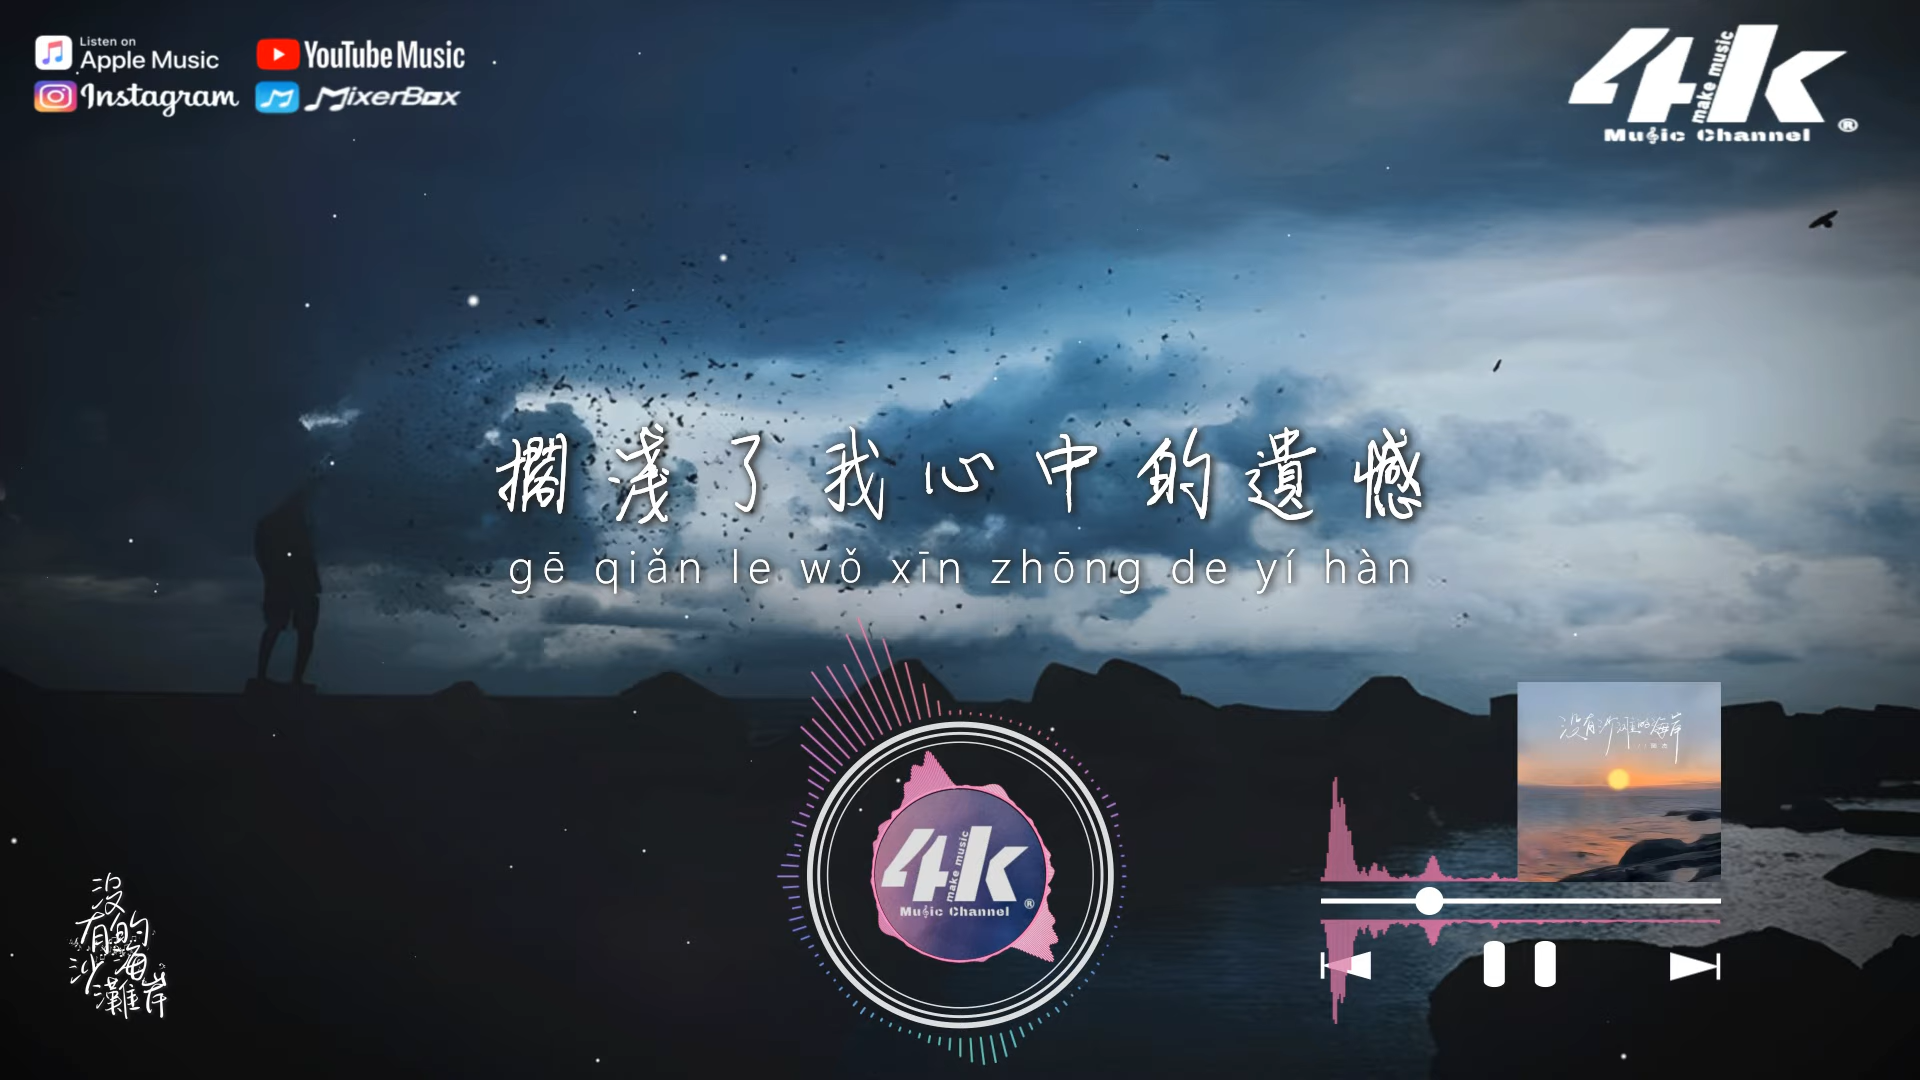 Listen on
Apple Music
YouTube Music
Instagram
MixerBox
4k
make music
Music Channel
®
擱淺了我心中的遺憾
gē qiǎn le wǒ xīn zhōng de yí hàn
沒有沙灘的海岸
4k
make music
Music Channel
®
沒有沙灘的海岸